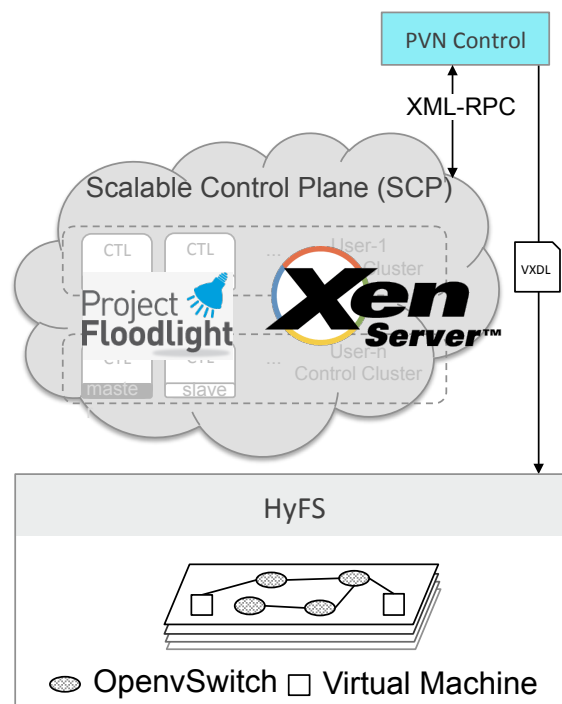 PVN Control
XML-RPC
Scalable Control Plane (SCP)
CTL CTL ... User-1
Cluster
Project
Floodlight
Xen
Server™
VXDL
CTL CTL ... User-n
Control Cluster
maste slave
HyFS
OpenvSwitch Virtual Machine